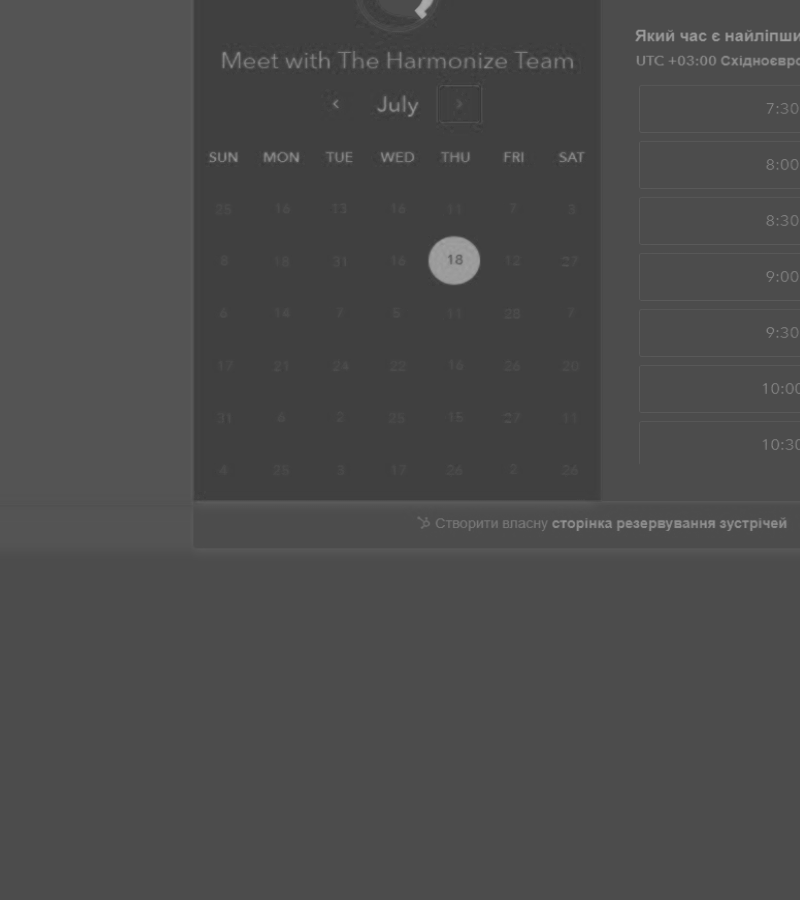 Meet with The Harmonize Team
‹ July ›
SUN MON TUE WED THU FRI SAT
25 16 13 16 11 7 3
8 18 31 16 18 12 27
6 14 7 5 11 28 7
17 21 24 22 16 26 20
31 6 2 25 15 27 11
4 25 3 17 26 2 26
Який час є найліпши
UTC +03:00 Східноєвро
7:30
8:00
8:30
9:00
9:30
10:00
10:30
Створити власну сторінка резервування зустрічей